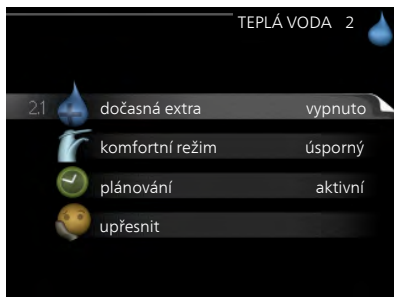 TEPLÁ VODA 2
2.1 dočasná extra vypnuto
komfortní režim úsporný
plánování aktivní
upřesnit